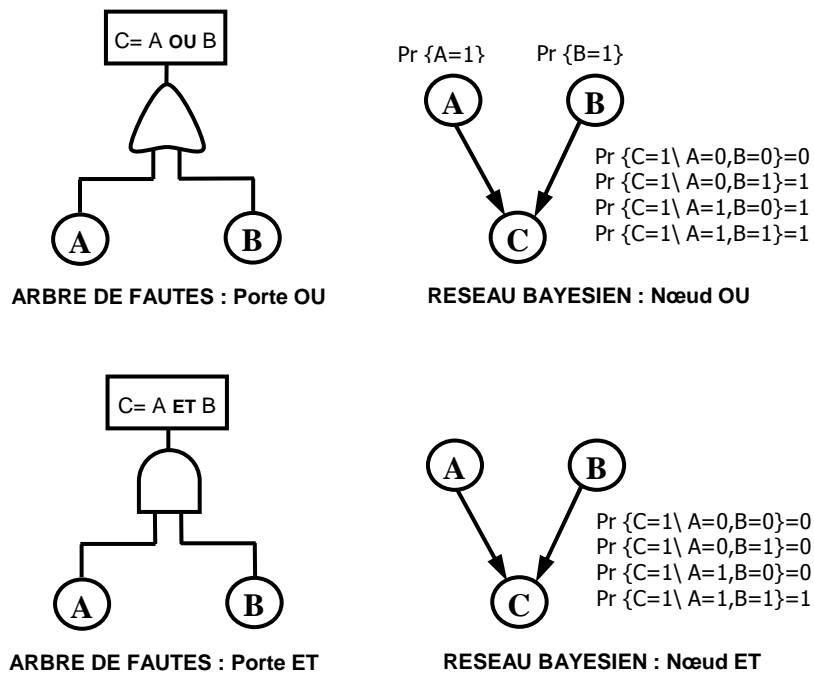 C= A OU B
A
B
ARBRE DE FAUTES : Porte OU
Pr {A=1}
Pr {B=1}
A
B
C
Pr {C=1\ A=0,B=0}=0
Pr {C=1\ A=0,B=1}=1
Pr {C=1\ A=1,B=0}=1
Pr {C=1\ A=1,B=1}=1
RESEAU BAYESIEN : Nœud OU
C= A ET B
A
B
ARBRE DE FAUTES : Porte ET
A
B
C
Pr {C=1\ A=0,B=0}=0
Pr {C=1\ A=0,B=1}=0
Pr {C=1\ A=1,B=0}=0
Pr {C=1\ A=1,B=1}=1
RESEAU BAYESIEN : Nœud ET